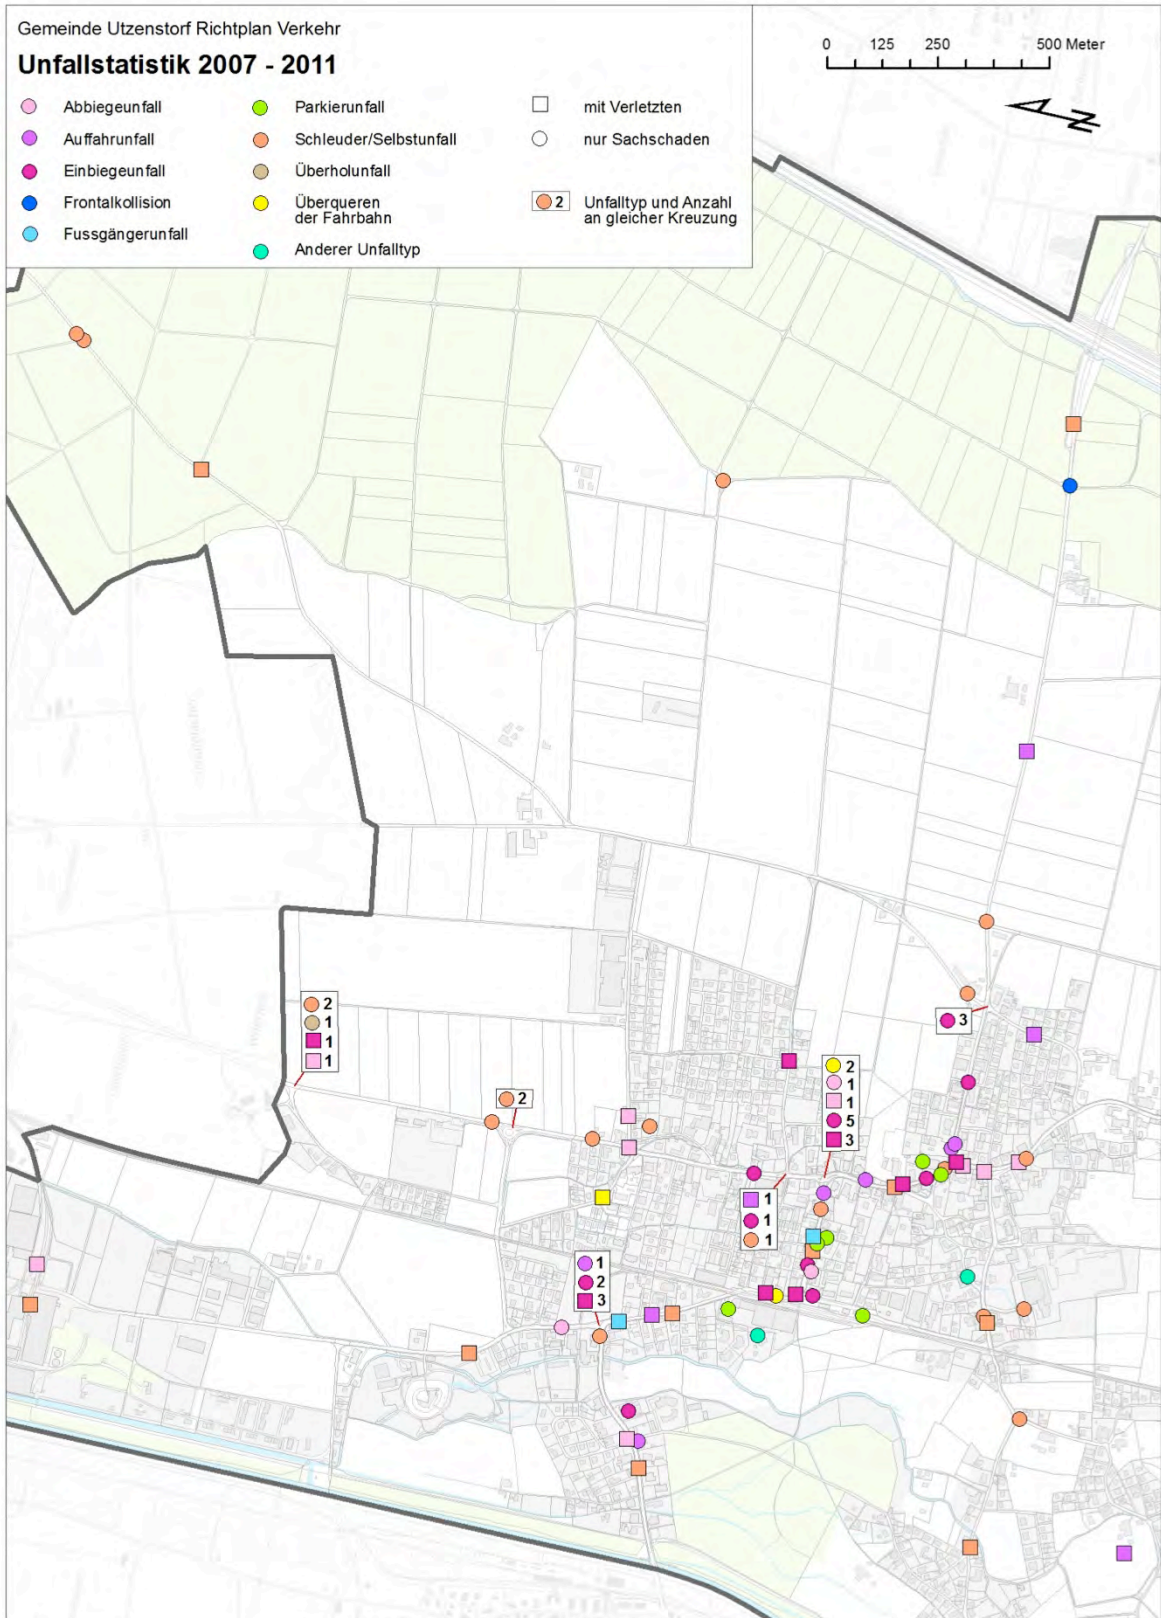 Gemeinde Utzenstorf Richtplan Verkehr
Unfallstatistik 2007 - 2011
0 125 250 500 Meter
N
Abbiegeunfall
Auffahrunfall
Einbiegeunfall
Frontalkollision
Fussgängerunfall
Parkierunfall
Schleuder/Selbstunfall
Überholunfall
Überqueren
der Fahrbahn
Anderer Unfalltyp
mit Verletzten
nur Sachschaden
2 Unfalltyp und Anzahl
an gleicher Kreuzung
2
1
1
1
2
3
2
1
1
5
3
1
1
1
1
2
3